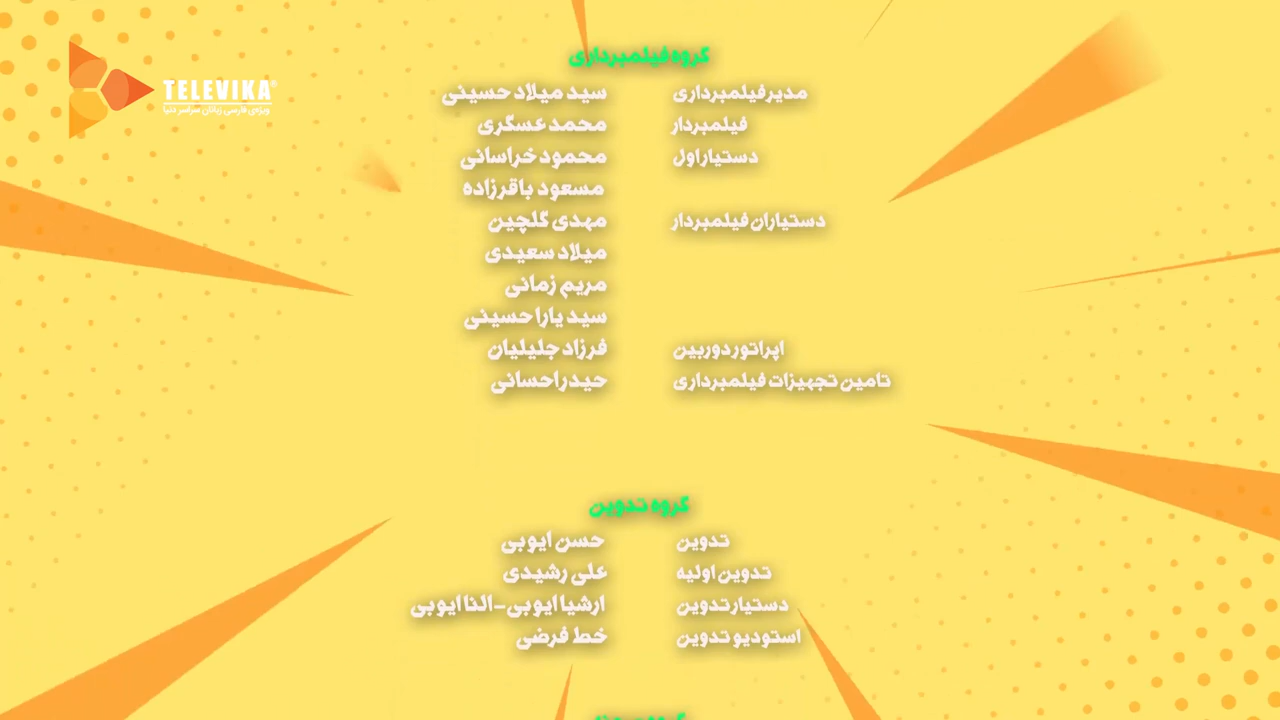 TELEVIKA®
ویژه‌ی فارسی زبانان سراسر دنیا
گروه فیلمبرداری
مدیر فیلمبرداری سید میلاد حسینی
فیلمبردار محمد عسگری
دستیار اول محمود خراسانی
مسعود باقرزاده
دستیاران فیلمبردار مهدی گلچین
میلاد سعیدی
مریم زمانی
سید یارا حسینی
اپراتور دوربین فرزاد جلیلیان
تامین تجهیزات فیلمبرداری حیدر احسانی
گروه تدوین
تدوین حسن ایوبی
تدوین اولیه علی رشیدی
دستیار تدوین ارشیا ایوبی-النا ایوبی
استودیو تدوین خط فرضی